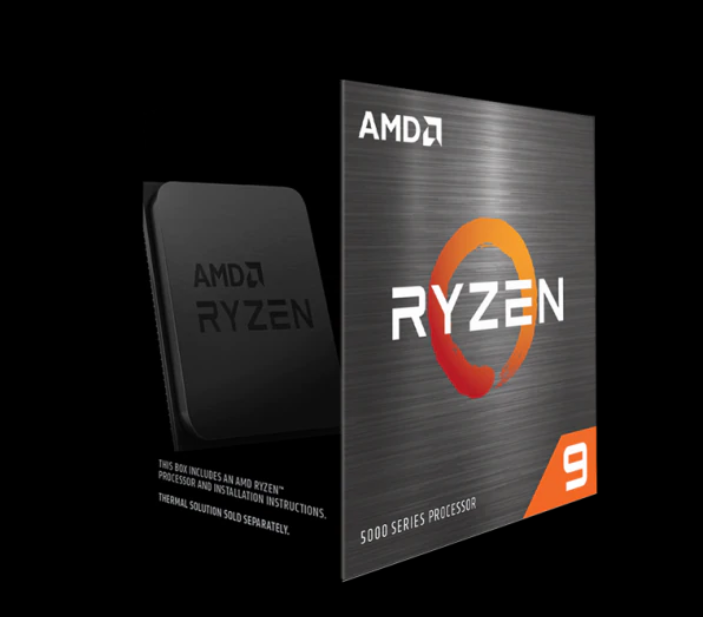 AMD
RYZEN
THIS BOX INCLUDES AN AMD RYZEN™
PROCESSOR AND INSTALLATION INSTRUCTIONS.
THERMAL SOLUTION SOLD SEPARATELY.
AMD
RYZEN
9
5000 SERIES PROCESSOR